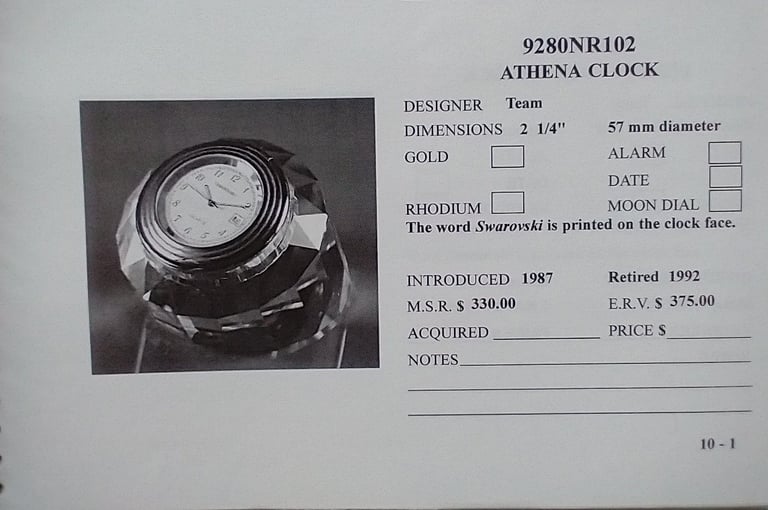 9280NR102
ATHENA CLOCK
DESIGNER Team
DIMENSIONS 2 1/4" 57 mm diameter
GOLD ALARM
DATE
RHODIUM MOON DIAL
The word Swarovski is printed on the clock face.
INTRODUCED 1987 Retired 1992
M.S.R. $ 330.00 E.R.V. $ 375.00
ACQUIRED PRICE $
NOTES
10 - 1